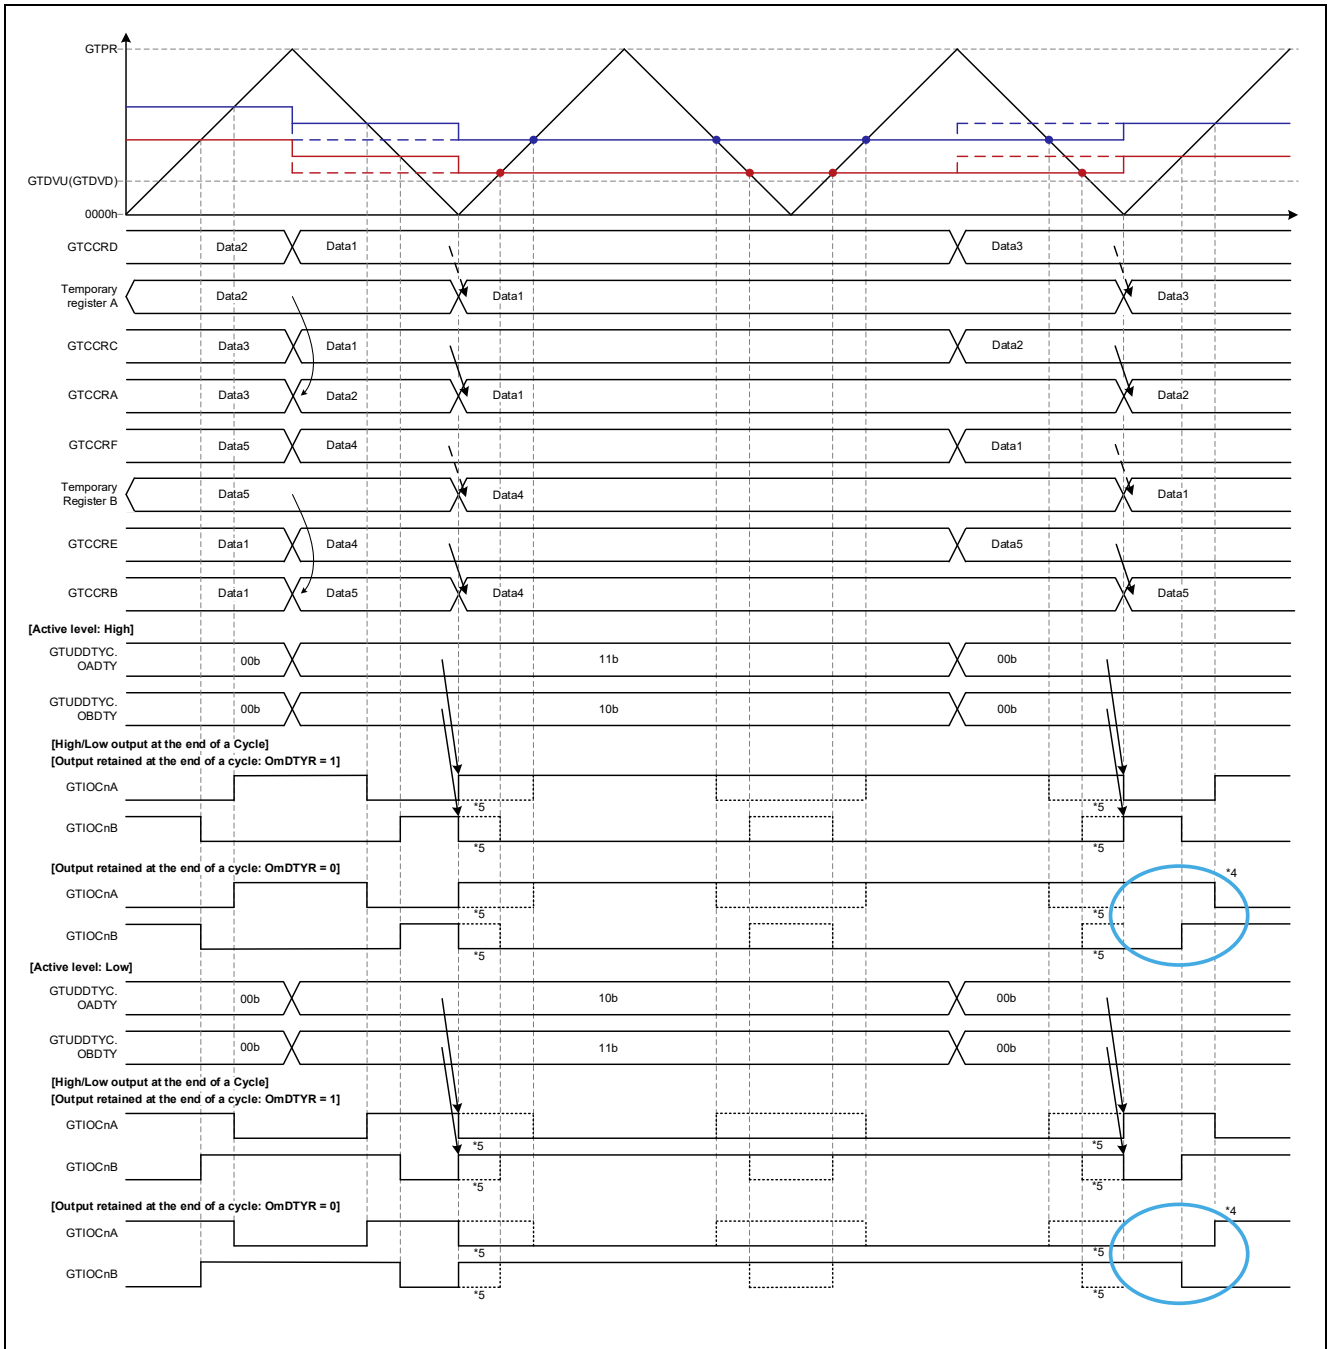 GTPR
GTDVU(GTDVD)
0000h
GTCCRD Data2 Data1 Data3
Temporary
register A
Data2 Data1 Data3
GTCCRC Data3 Data1 Data2
GTCCRA Data3 Data2 Data1 Data2
GTCCRF Data5 Data4 Data1
Temporary
Register B
Data5 Data4 Data1
GTCCRE Data1 Data4 Data5
GTCCRB Data1 Data5 Data4 Data5
[Active level: High]
GTUDDTYC.
OADTY
00b 11b 00b
GTUDDTYC.
OBDTY
00b 10b 00b
[High/Low output at the end of a Cycle]
[Output retained at the end of a cycle: OmDTYR = 1]
GTIOCnA
*5 *5
GTIOCnB
*5 *5
[Output retained at the end of a cycle: OmDTYR = 0]
*4
GTIOCnA
*5 *5
GTIOCnB
*5 *5
[Active level: Low]
GTUDDTYC.
OADTY
00b 10b 00b
GTUDDTYC.
OBDTY
00b 11b 00b
[High/Low output at the end of a Cycle]
[Output retained at the end of a cycle: OmDTYR = 1]
GTIOCnA
*5 *5
GTIOCnB
*5 *5
[Output retained at the end of a cycle: OmDTYR = 0]
*4
GTIOCnA
*5 *5
GTIOCnB
*5 *5